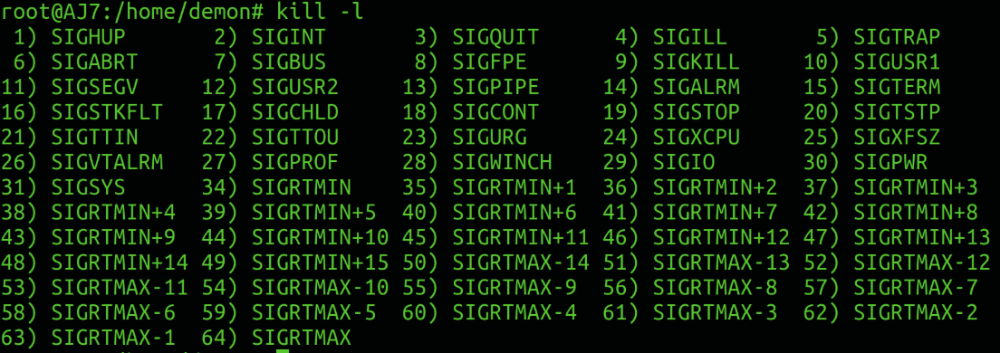 root@AJ7:/home/demon# kill -l
 1) SIGHUP       2) SIGINT       3) SIGQUIT      4) SIGILL       5) SIGTRAP
 6) SIGABRT      7) SIGBUS       8) SIGFPE       9) SIGKILL     10) SIGUSR1
11) SIGSEGV     12) SIGUSR2     13) SIGPIPE     14) SIGALRM     15) SIGTERM
16) SIGSTKFLT   17) SIGCHLD     18) SIGCONT     19) SIGSTOP     20) SIGTSTP
21) SIGTTIN     22) SIGTTOU     23) SIGURG      24) SIGXCPU     25) SIGXFSZ
26) SIGVTALRM   27) SIGPROF     28) SIGWINCH    29) SIGIO       30) SIGPWR
31) SIGSYS      34) SIGRTMIN    35) SIGRTMIN+1  36) SIGRTMIN+2  37) SIGRTMIN+3
38) SIGRTMIN+4  39) SIGRTMIN+5  40) SIGRTMIN+6  41) SIGRTMIN+7  42) SIGRTMIN+8
43) SIGRTMIN+9  44) SIGRTMIN+10 45) SIGRTMIN+11 46) SIGRTMIN+12 47) SIGRTMIN+13
48) SIGRTMIN+14 49) SIGRTMIN+15 50) SIGRTMAX-14 51) SIGRTMAX-13 52) SIGRTMAX-12
53) SIGRTMAX-11 54) SIGRTMAX-10 55) SIGRTMAX-9  56) SIGRTMAX-8  57) SIGRTMAX-7
58) SIGRTMAX-6  59) SIGRTMAX-5  60) SIGRTMAX-4  61) SIGRTMAX-3  62) SIGRTMAX-2
63) SIGRTMAX-1  64) SIGRTMAX